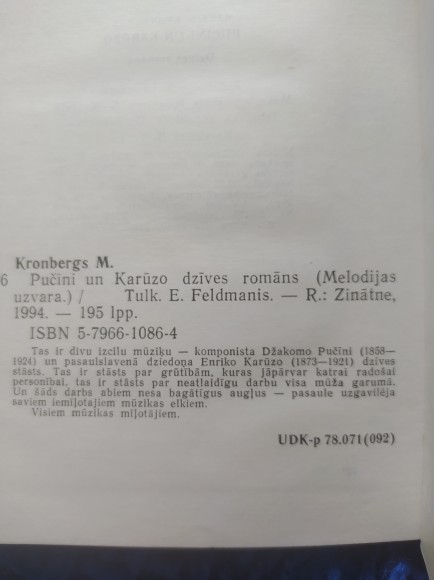 Kronbergs M.
6 Pučīni un Karūzo dzīves romāns (Melodijas
uzvara.) / Tulk. E. Feldmanis. — R.: Zinātne,
1994. — 195 lpp.
ISBN 5-7966-1086-4
Tas ir divu izcilu mūziķu — komponista Džakomo Pučīni (1858—
1924) un pasaulslavenā dziedoņa Enriko Karūzo (1873—1921) dzīves
stāsts. Tas ir stāsts par grūtībām, kuras jāpārvar katrai radošai
personībai, tas ir stāsts par neatlaidīgu darbu visa mūža garumā.
Un šāds darbs abiem nesa bagātīgus augļus — pasaule uzgavilēja
saviem iemīļotajiem mūzikas elkiem.
Visiem mūzikas mīļotājiem.
UDK-p 78.071(092)